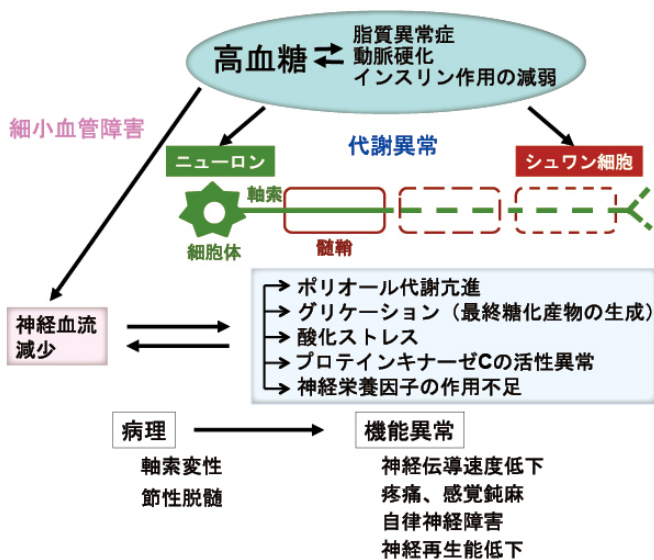 高血糖
脂質異常症
動脈硬化
インスリン作用の減弱
細小血管障害
代謝異常
ニューロン
シュワン細胞
軸索
細胞体
髄鞘
神経血流
減少
ポリオール代謝亢進
グリケーション（最終糖化産物の生成）
酸化ストレス
プロテインキナーゼCの活性異常
神経栄養因子の作用不足
病理
機能異常
軸索変性
節性脱髄
神経伝導速度低下
疼痛、感覚鈍麻
自律神経障害
神経再生能低下